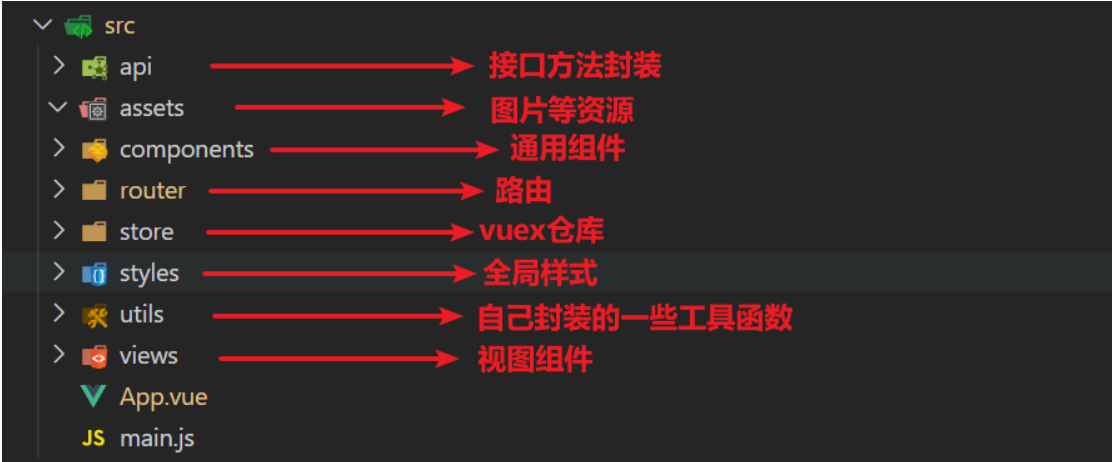 src
api 接口方法封装
assets 图片等资源
components 通用组件
router 路由
store vuex仓库
styles 全局样式
utils 自己封装的一些工具函数
views 视图组件
App.vue
JS main.js